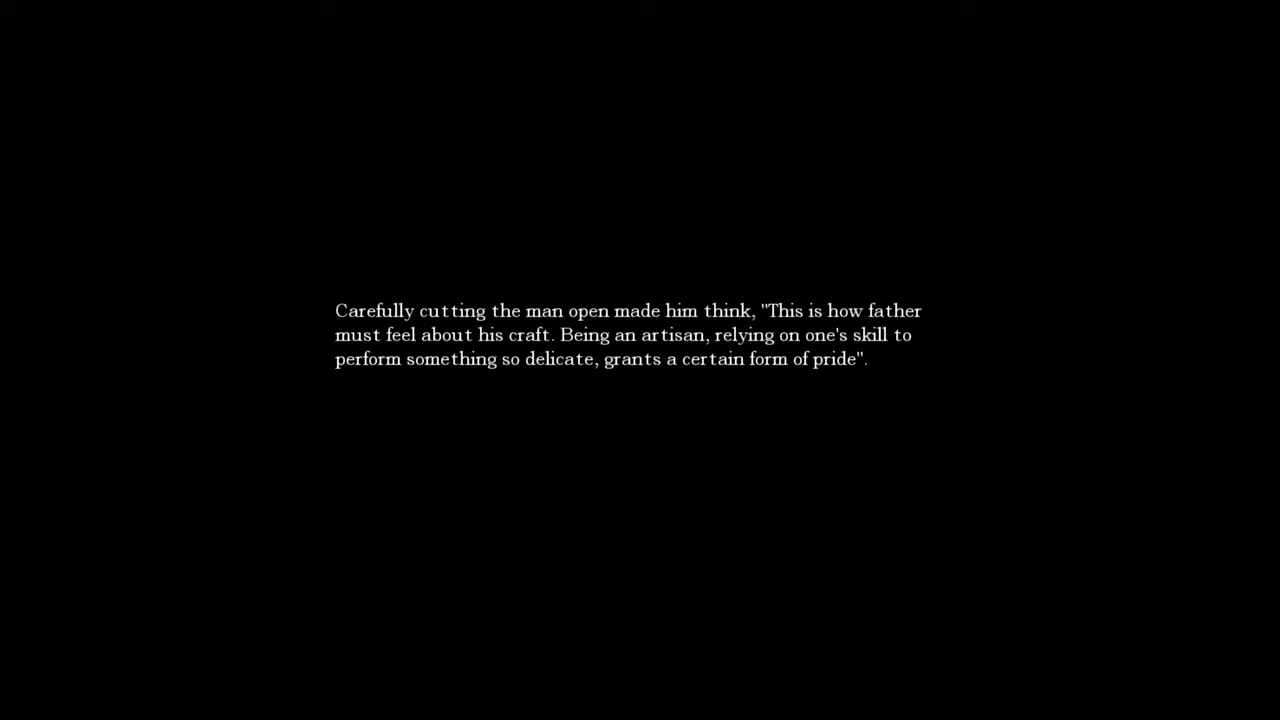 Carefully cutting the man open made him think, "This is how father
must feel about his craft. Being an artisan, relying on one's skill to
perform something so delicate, grants a certain form of pride".